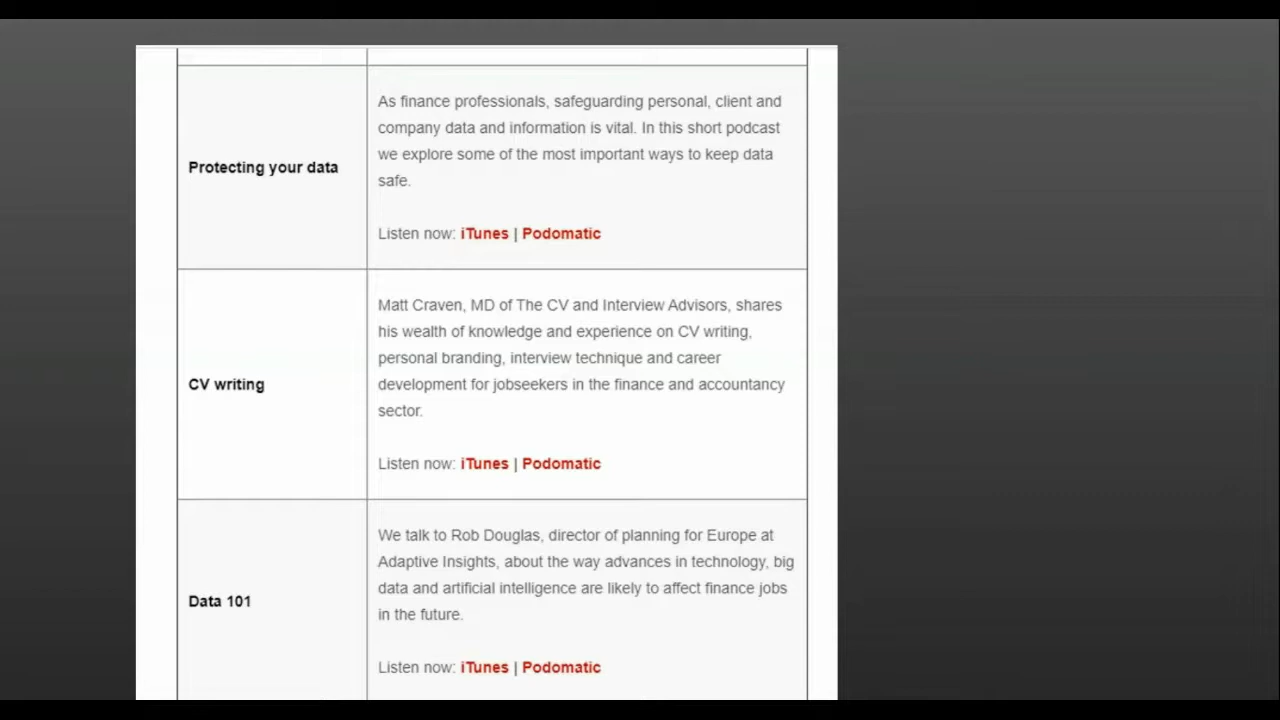 Protecting your data
As finance professionals, safeguarding personal, client and
company data and information is vital. In this short podcast
we explore some of the most important ways to keep data
safe.
Listen now: iTunes | Podomatic
CV writing
Matt Craven, MD of The CV and Interview Advisors, shares
his wealth of knowledge and experience on CV writing,
personal branding, interview technique and career
development for jobseekers in the finance and accountancy
sector.
Listen now: iTunes | Podomatic
Data 101
We talk to Rob Douglas, director of planning for Europe at
Adaptive Insights, about the way advances in technology, big
data and artificial intelligence are likely to affect finance jobs
in the future.
Listen now: iTunes | Podomatic